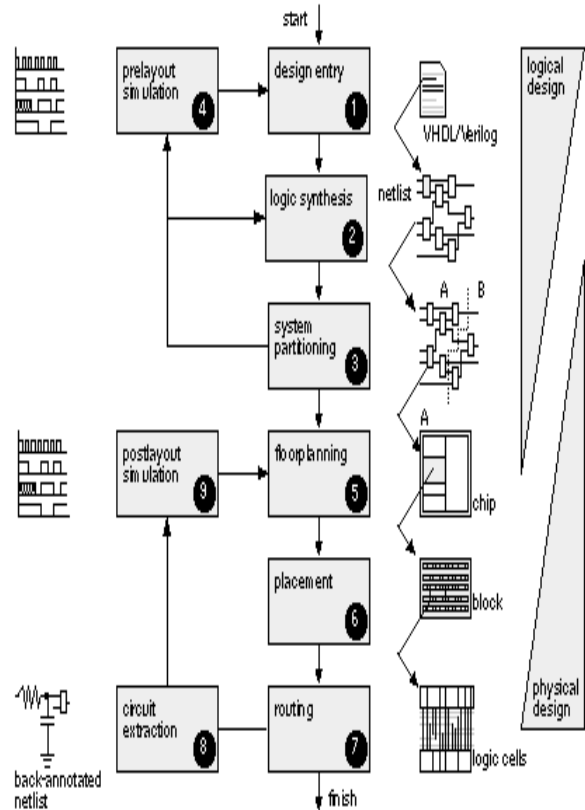 start
prelayout
simulation
4
design entry
1
VHDL/Verilog
logical
design
logic synthesis
2
netlist
system
partitioning
3
A
B
postlayout
simulation
9
floorplanning
5
A
chip
placement
6
block
circuit
extraction
8
routing
7
logic cells
physical
design
back-annotated
netlist
finish